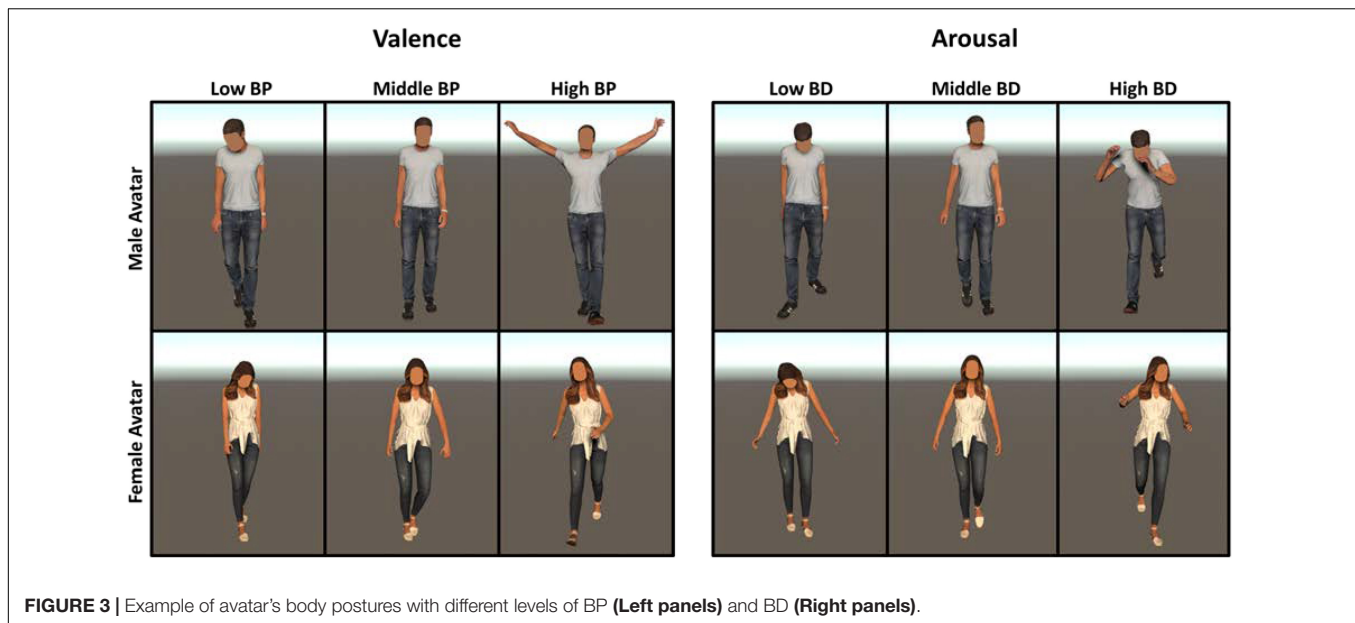 Valence
Arousal
Low BP
Middle BP
High BP
Low BD
Middle BD
High BD
Male Avatar
Female Avatar
FIGURE 3 | Example of avatar's body postures with different levels of BP (Left panels) and BD (Right panels).